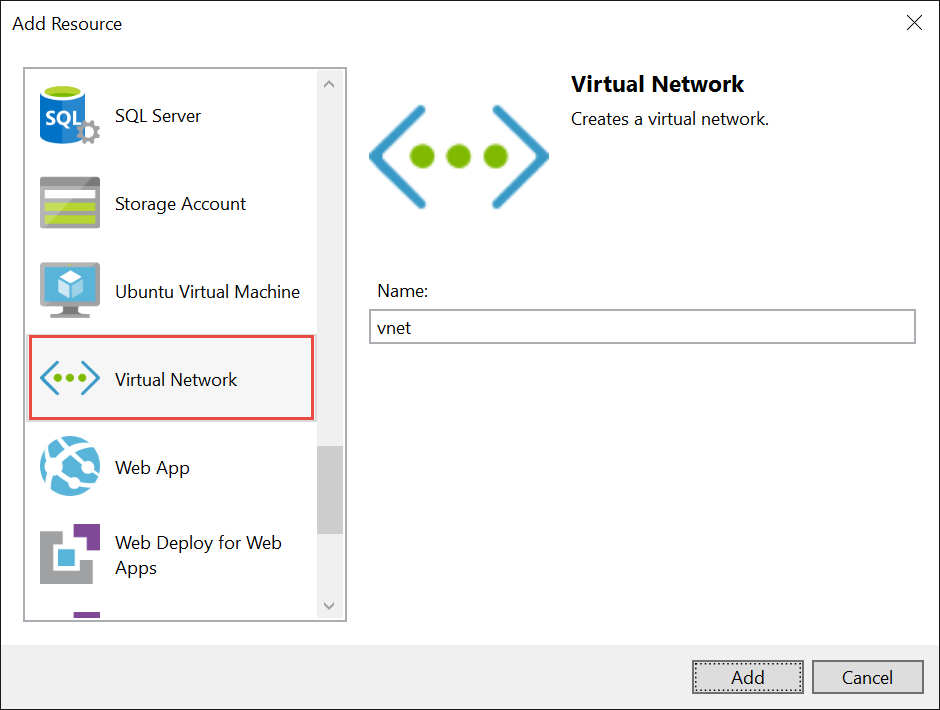 Add Resource
SQL
SQL Server
Storage Account
Ubuntu Virtual Machine
Virtual Network
Web App
Web Deploy for Web
Apps
Virtual Network
Creates a virtual network.
Name:
vnet
Add
Cancel